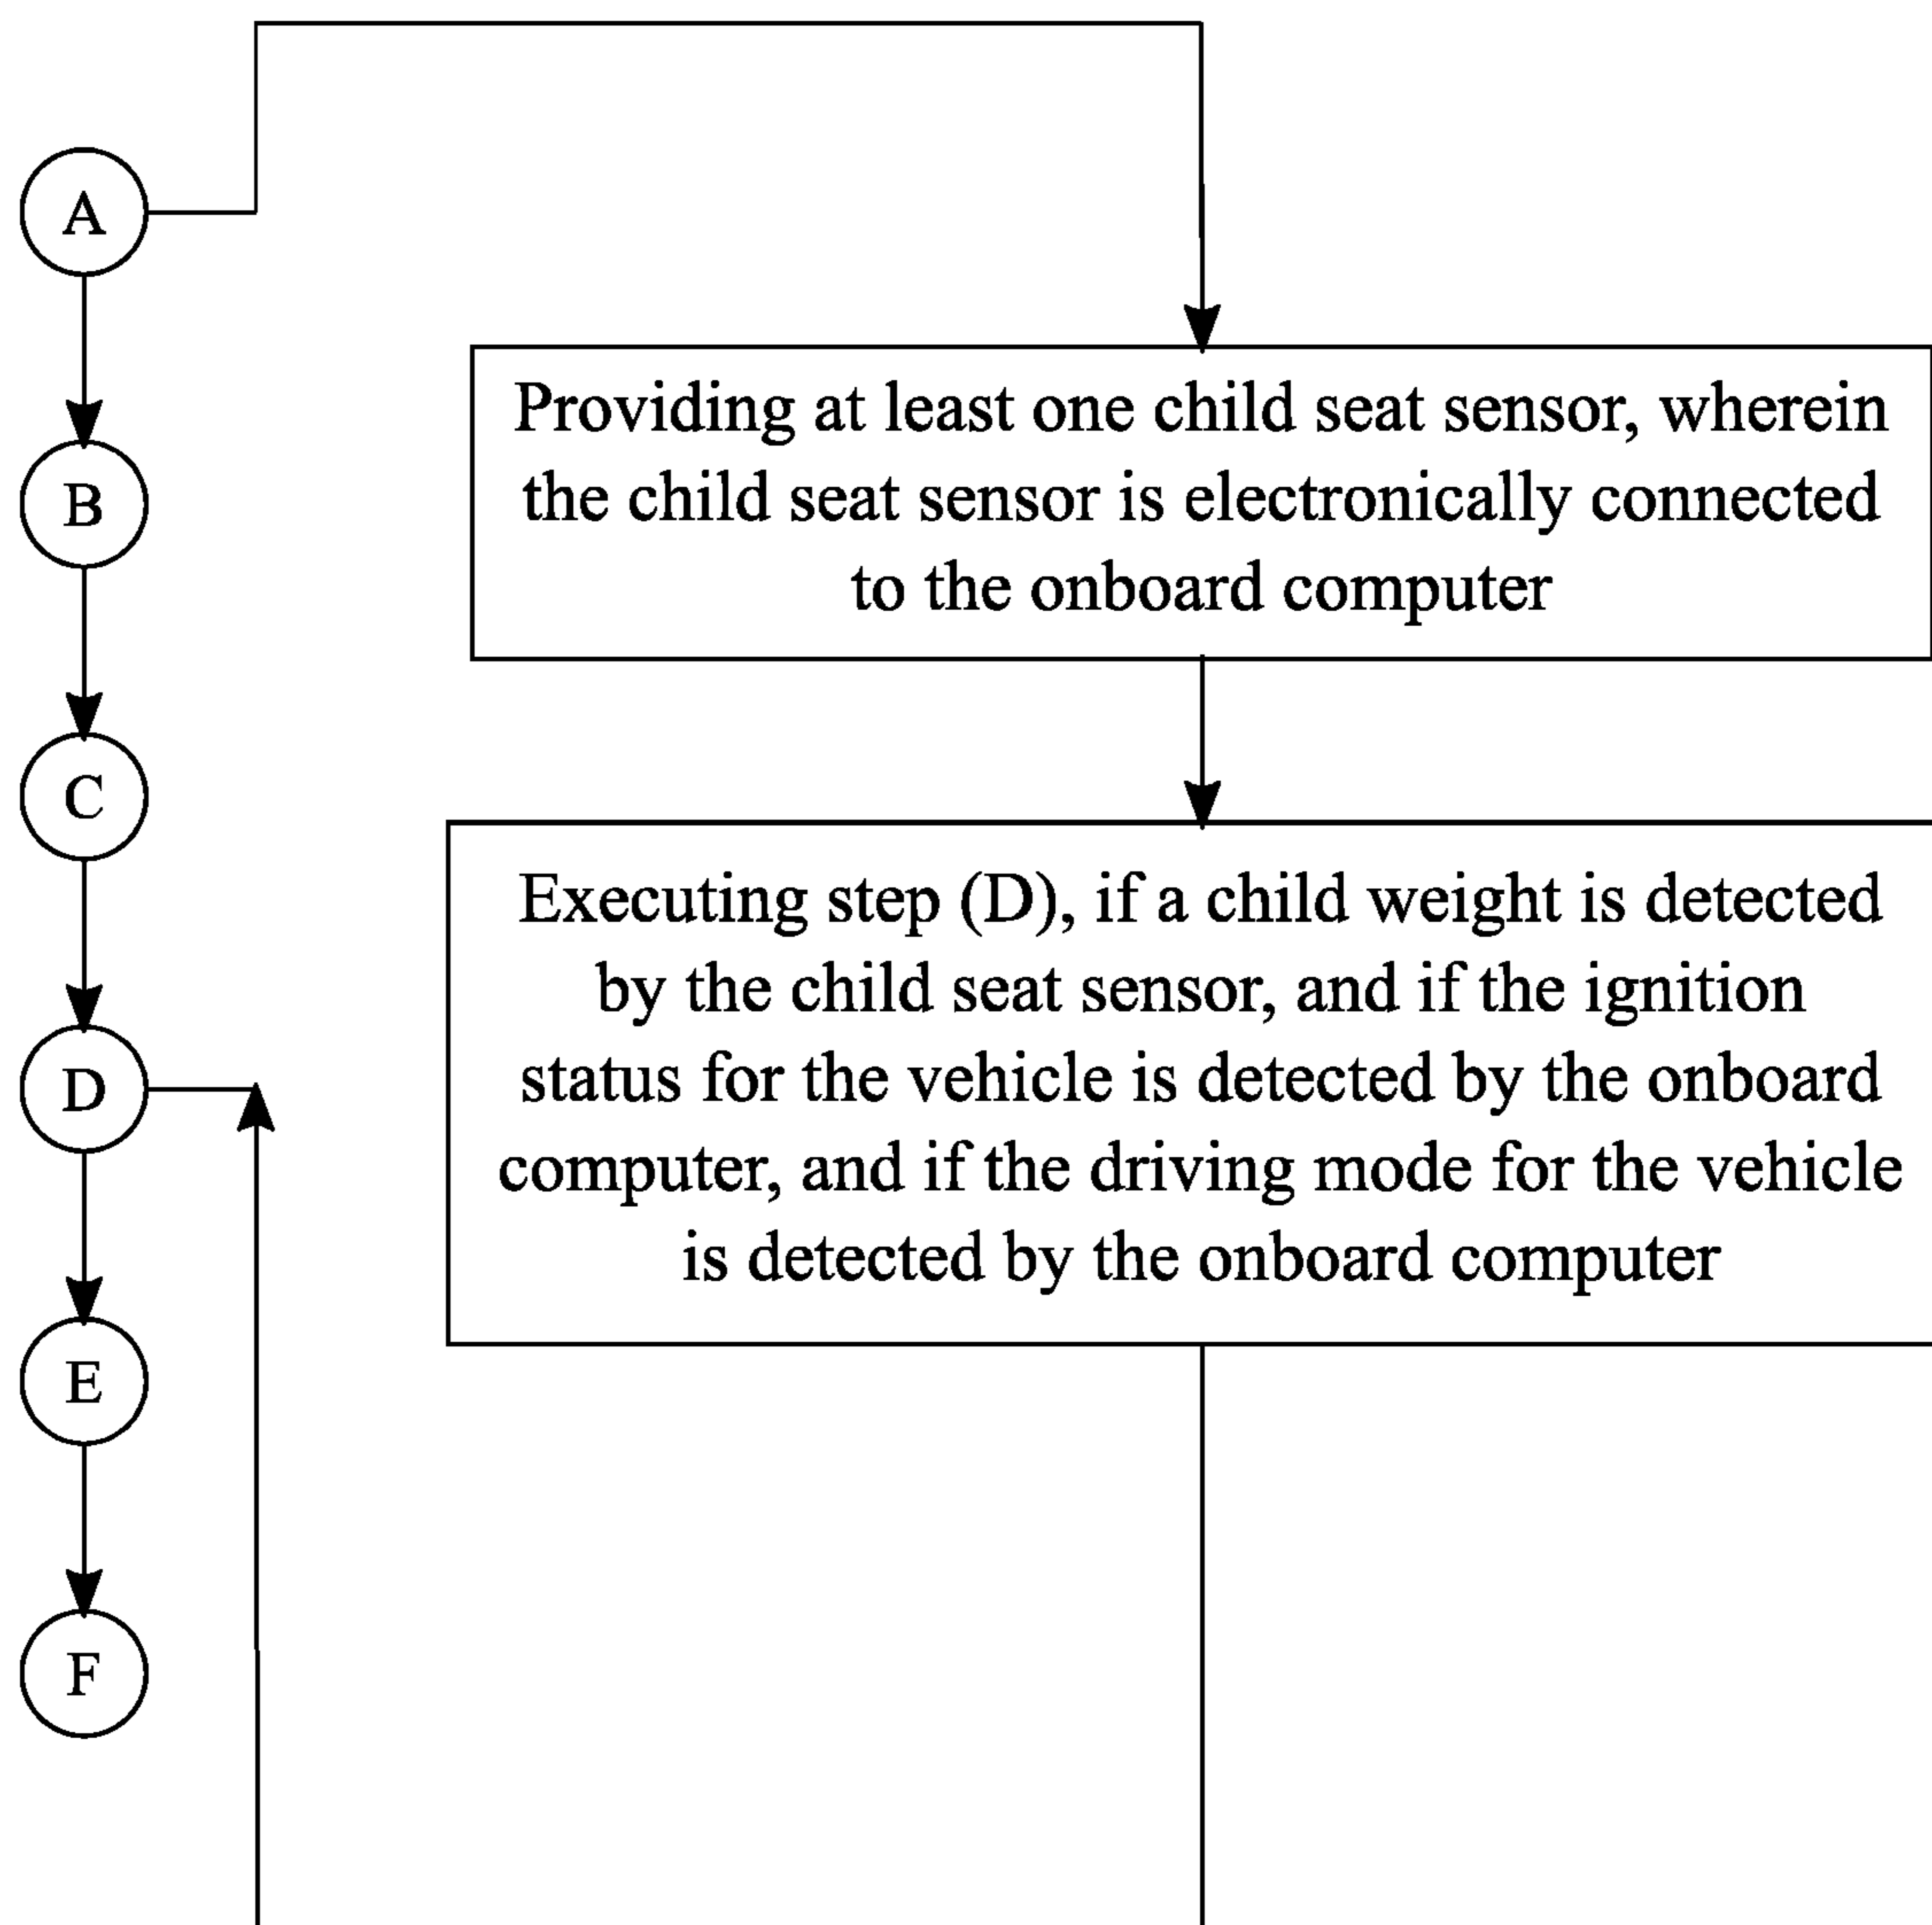 A
B
C
D
E
F
Providing at least one child seat sensor, wherein
the child seat sensor is electronically connected
to the onboard computer
Executing step (D), if a child weight is detected
by the child seat sensor, and if the ignition
status for the vehicle is detected by the onboard
computer, and if the driving mode for the vehicle
is detected by the onboard computer